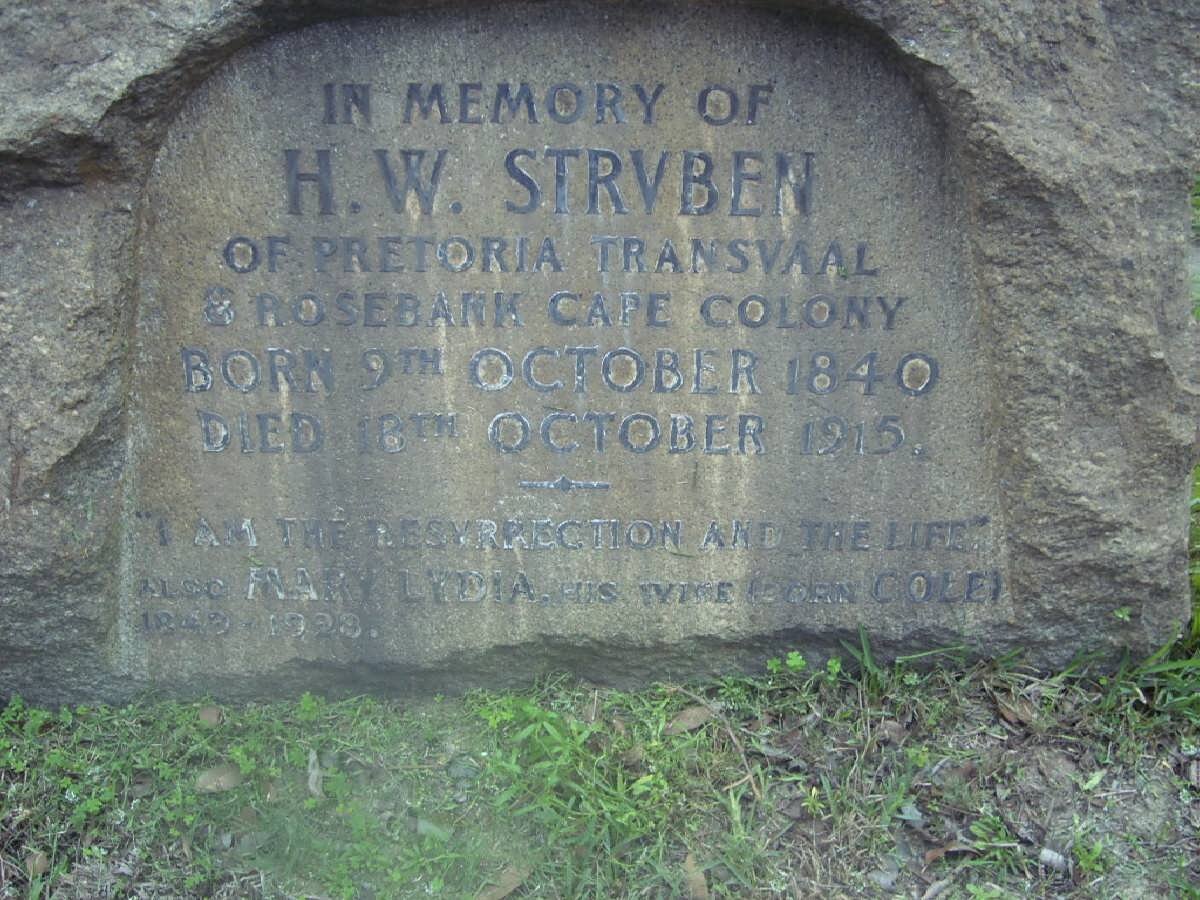 IN MEMORY OF
H. W. STRVBEN
OF PRETORIA TRANSVAAL
& ROSEBANK CAPE COLONY
BORN 9TH OCTOBER 1840
DIED 18TH OCTOBER 1915.
"I AM THE RESVRRECTION AND THE LIFE."
ALSO MARY LYDIA, HIS WIFE (BORN COLE)